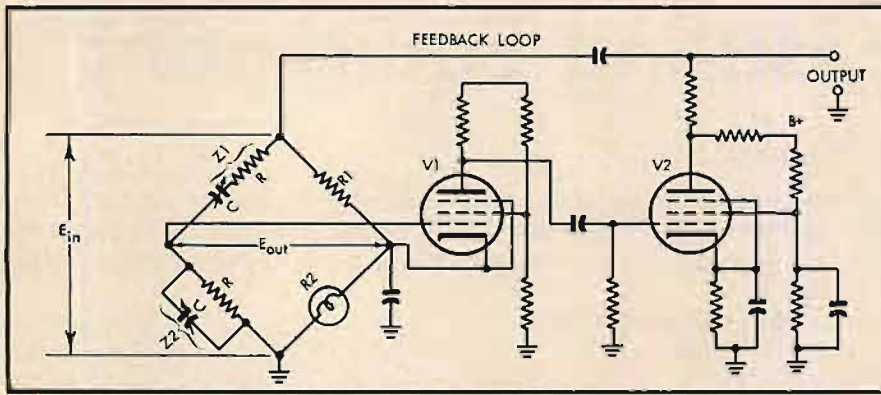 FEEDBACK LOOP
OUTPUT
B+
Z1
R
C
R1
V1
V2
Ein
Eout
R
C
Z2
R2